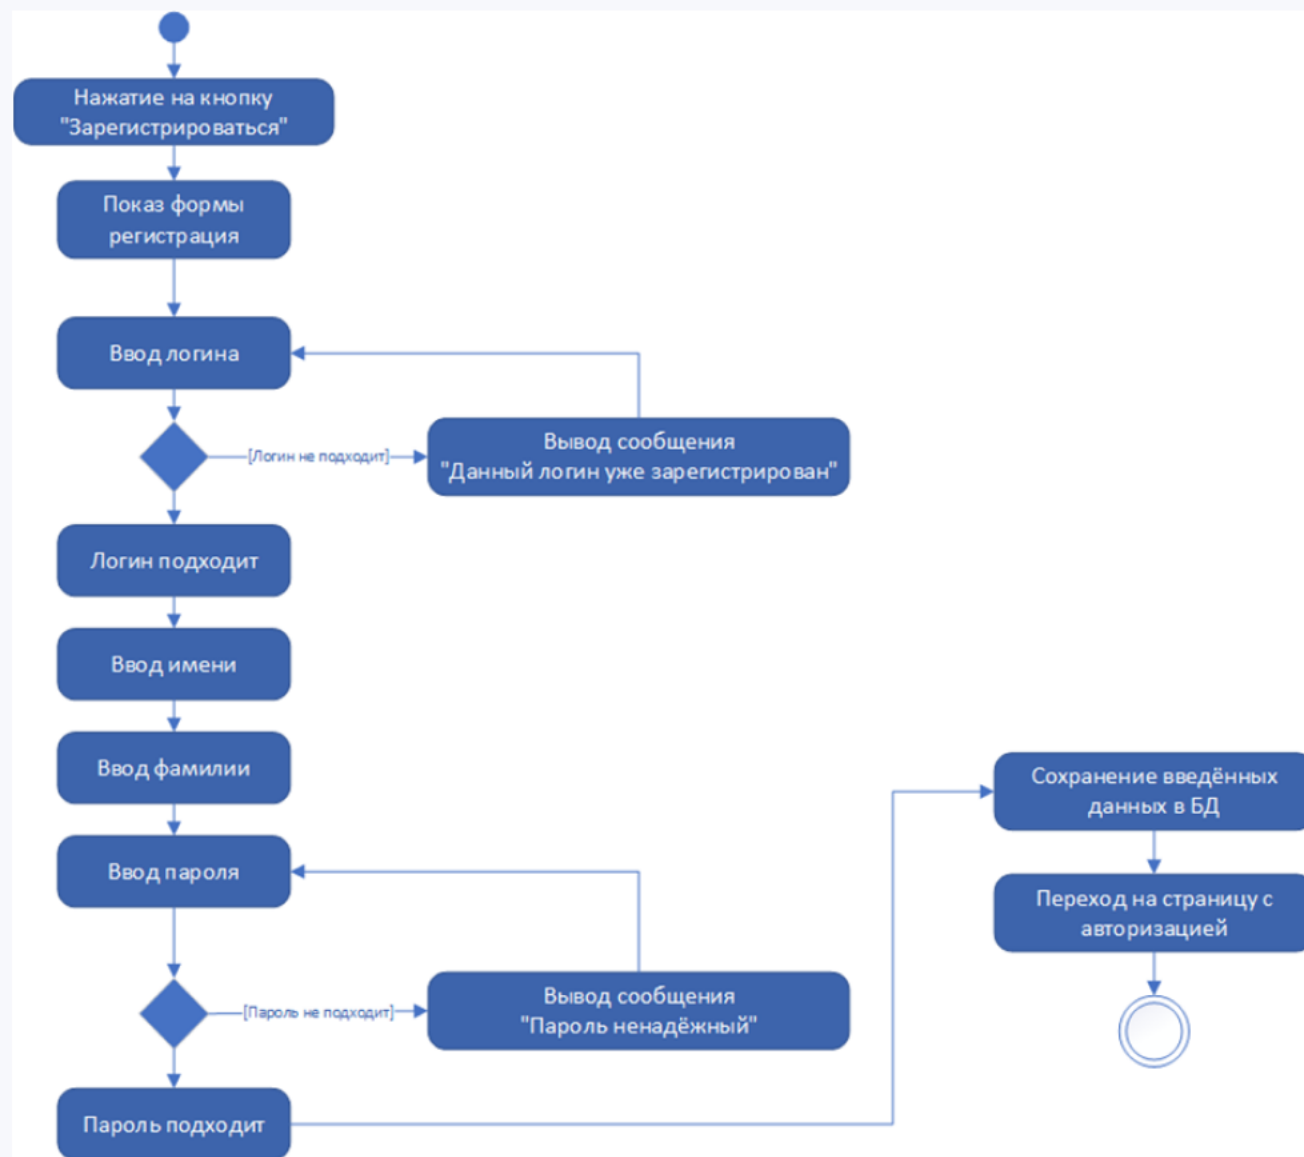 Нажатие на кнопку
"Зарегистрироваться"
Показ формы
регистрация
Ввод логина
[Логин не подходит]
Вывод сообщения
"Данный логин уже зарегистрирован"
Логин подходит
Ввод имени
Ввод фамилии
Ввод пароля
[Пароль не подходит]
Вывод сообщения
"Пароль ненадёжный"
Пароль подходит
Сохранение введённых
данных в БД
Переход на страницу с
авторизацией